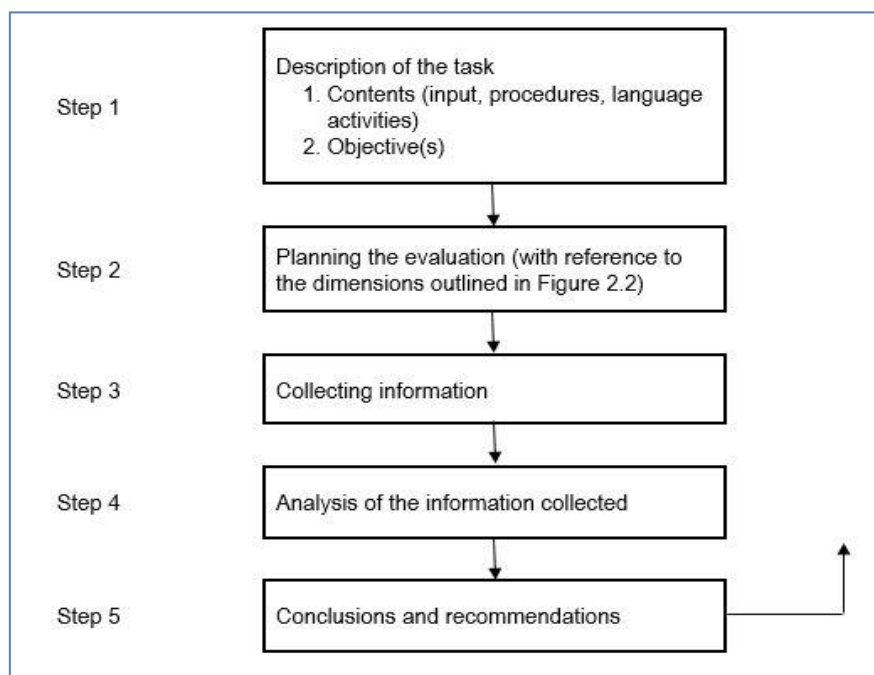 Description of the task
Step 1
1. Contents (input, procedures, language
activities)
2. Objective(s)
Step 2
Planning the evaluation (with reference to
the dimensions outlined in Figure 2.2)
Step 3
Collecting information
Step 4
Analysis of the information collected
Step 5
Conclusions and recommendations